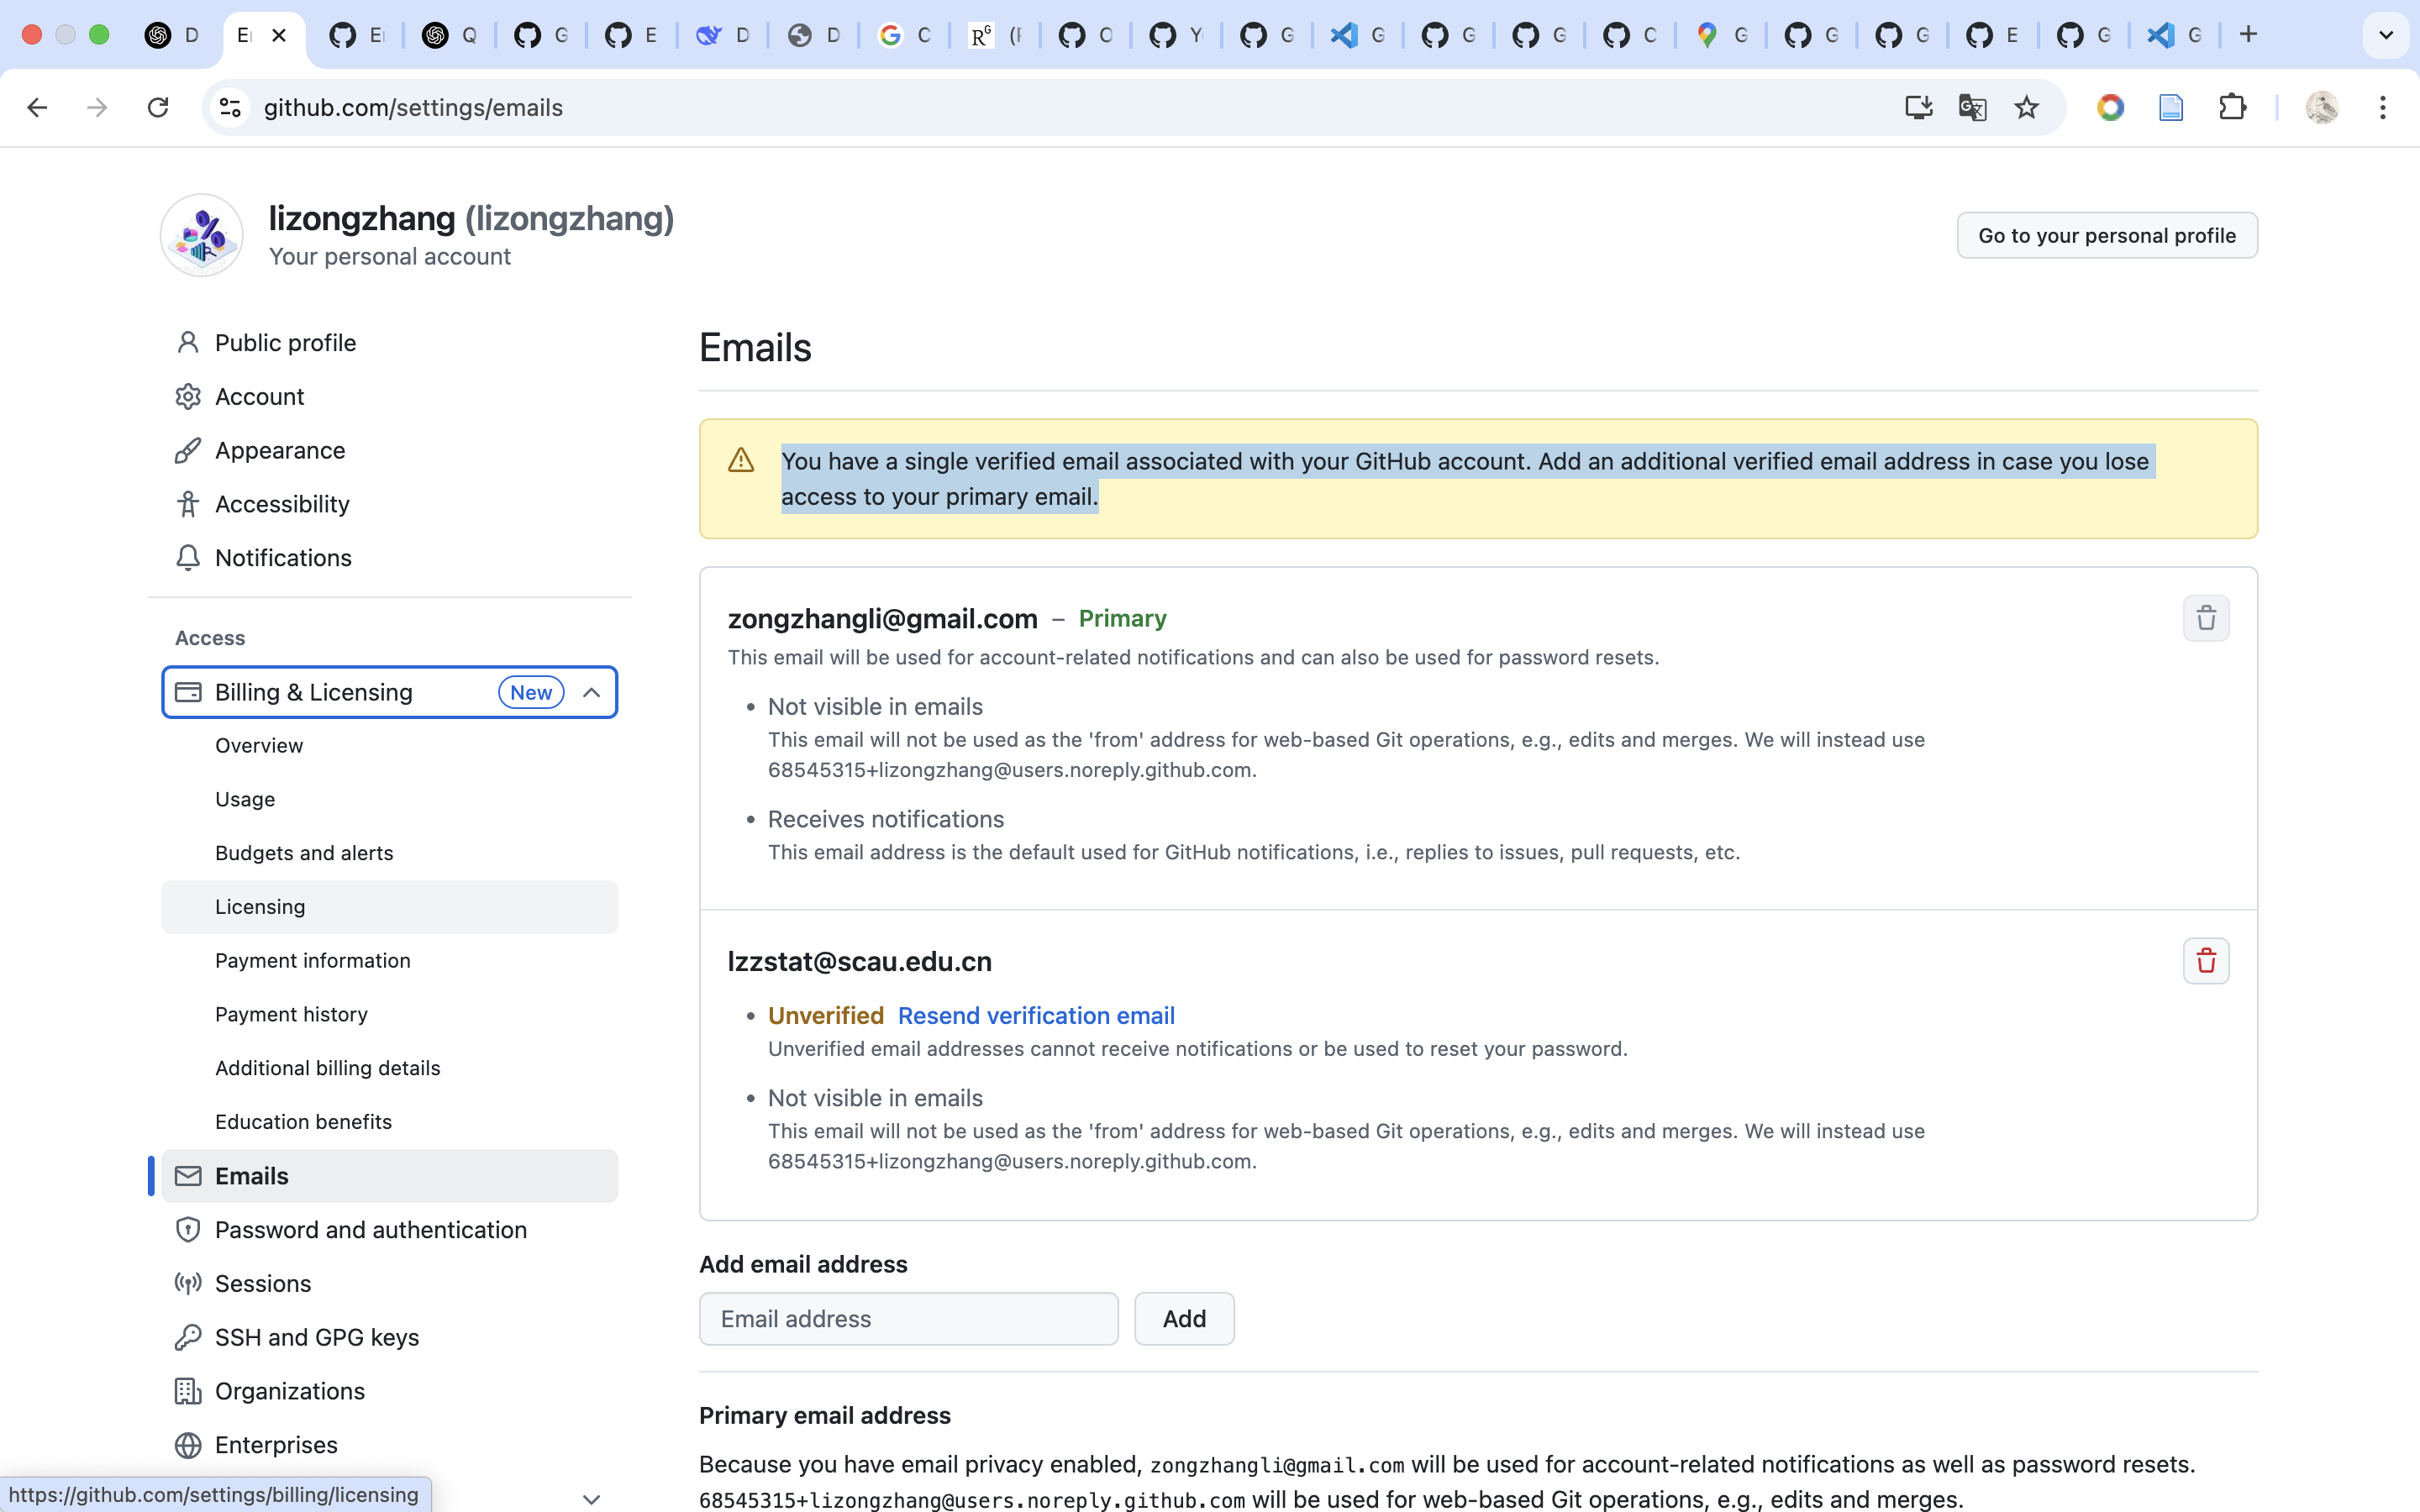 D
E
E
Q
G
E
D
D
C
(F
C
Y
G
G
G
G
C
G
G
G
E
G
G
github.com/settings/emails
lizongzhang (lizongzhang)
Your personal account
Go to your personal profile
Public profile
Account
Appearance
Accessibility
Notifications
Access
Billing & Licensing New
Overview
Usage
Budgets and alerts
Licensing
Payment information
Payment history
Additional billing details
Education benefits
Emails
Password and authentication
Sessions
SSH and GPG keys
Organizations
Enterprises
https://github.com/settings/billing/licensing
Emails
You have a single verified email associated with your GitHub account. Add an additional verified email address in case you lose
access to your primary email.
zongzhangli@gmail.com – Primary
This email will be used for account-related notifications and can also be used for password resets.
• Not visible in emails
This email will not be used as the 'from' address for web-based Git operations, e.g., edits and merges. We will instead use
68545315+lizongzhang@users.noreply.github.com.
• Receives notifications
This email address is the default used for GitHub notifications, i.e., replies to issues, pull requests, etc.
lzzstat@scau.edu.cn
• Unverified Resend verification email
Unverified email addresses cannot receive notifications or be used to reset your password.
• Not visible in emails
This email will not be used as the 'from' address for web-based Git operations, e.g., edits and merges. We will instead use
68545315+lizongzhang@users.noreply.github.com.
Add email address
Email address Add
Primary email address
Because you have email privacy enabled, zongzhangli@gmail.com will be used for account-related notifications as well as password resets.
68545315+lizongzhang@users.noreply.github.com will be used for web-based Git operations, e.g., edits and merges.